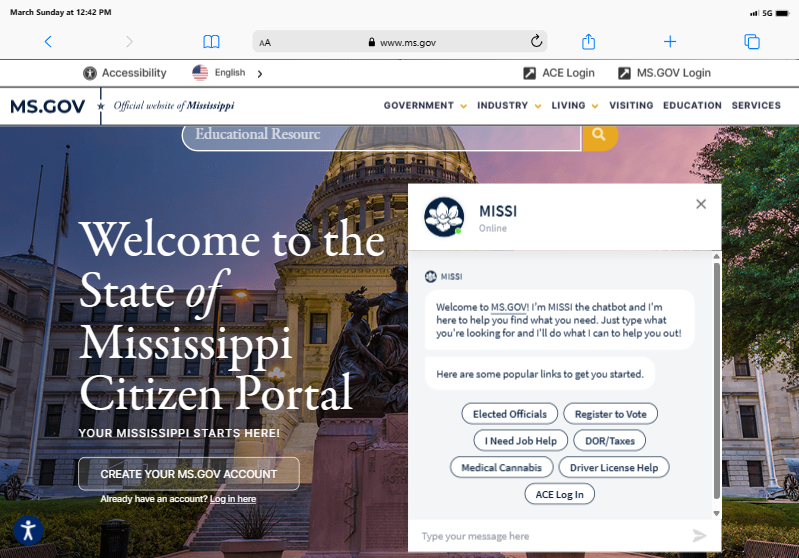 March Sunday at 12:42 PM
5G
AA
www.ms.gov
Accessibility
English
ACE Login
MS.GOV Login
MS.GOV
Official website of Mississippi
GOVERNMENT
INDUSTRY
LIVING
VISITING
EDUCATION
SERVICES
Educational Resourc
Welcome to the
State of
Mississippi
Citizen Portal
YOUR MISSISSIPPI STARTS HERE!
CREATE YOUR MS.GOV ACCOUNT
Already have an account? Log in here
MISSI
Online
MISSI
Welcome to MS.GOV! I'm MISSI the chatbot and I'm
here to help you find what you need. Just type what
you're looking for and I'll do what I can to help you out!
Here are some popular links to get you started.
Elected Officials
Register to Vote
I Need Job Help
DOR/Taxes
Medical Cannabis
Driver License Help
ACE Log In
Type your message here